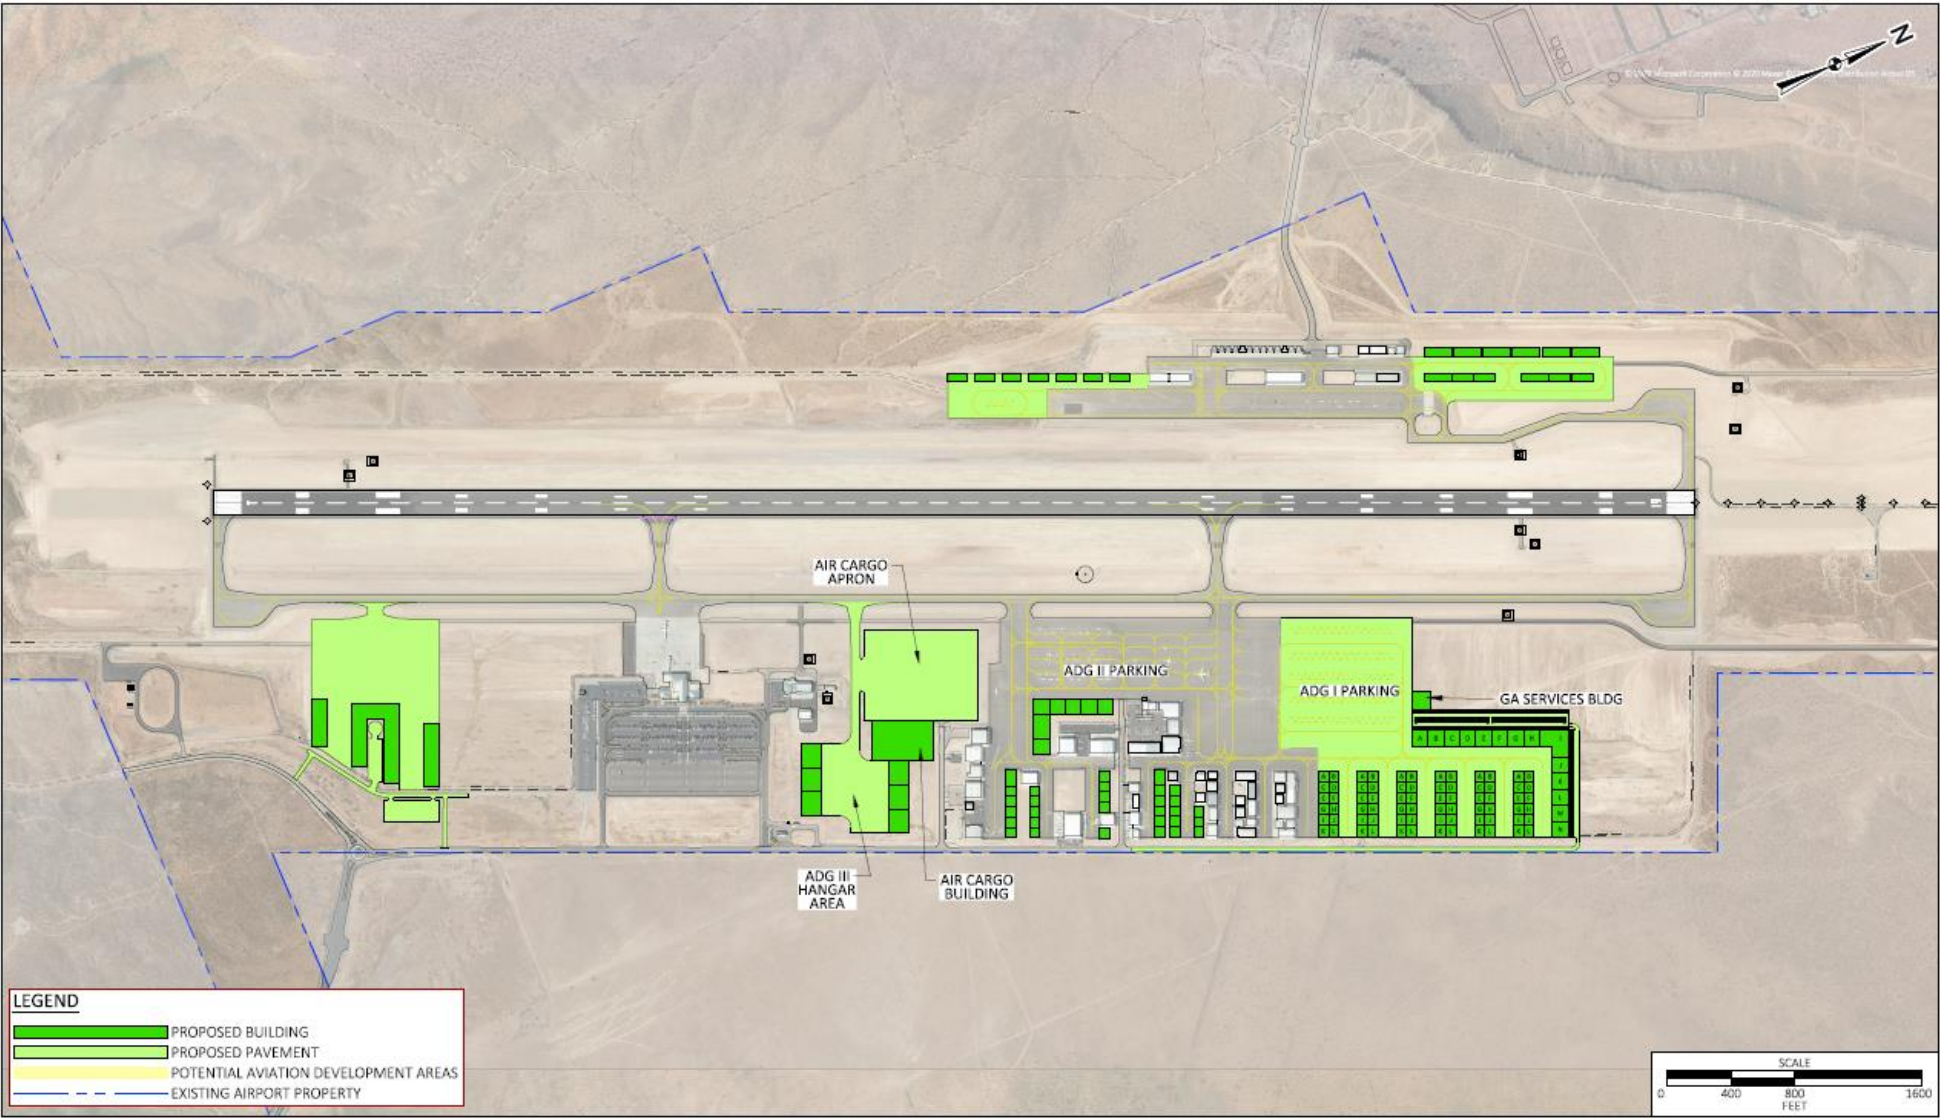 N
AIR CARGO
APRON
ADG II PARKING
ADG I PARKING
GA SERVICES BLDG
A B C D E F G H I
J
K
L
M
N
ADG III
HANGAR
AREA
AIR CARGO
BUILDING
LEGEND
PROPOSED BUILDING
PROPOSED PAVEMENT
POTENTIAL AVIATION DEVELOPMENT AREAS
EXISTING AIRPORT PROPERTY
SCALE
0 400 800 1600
FEET